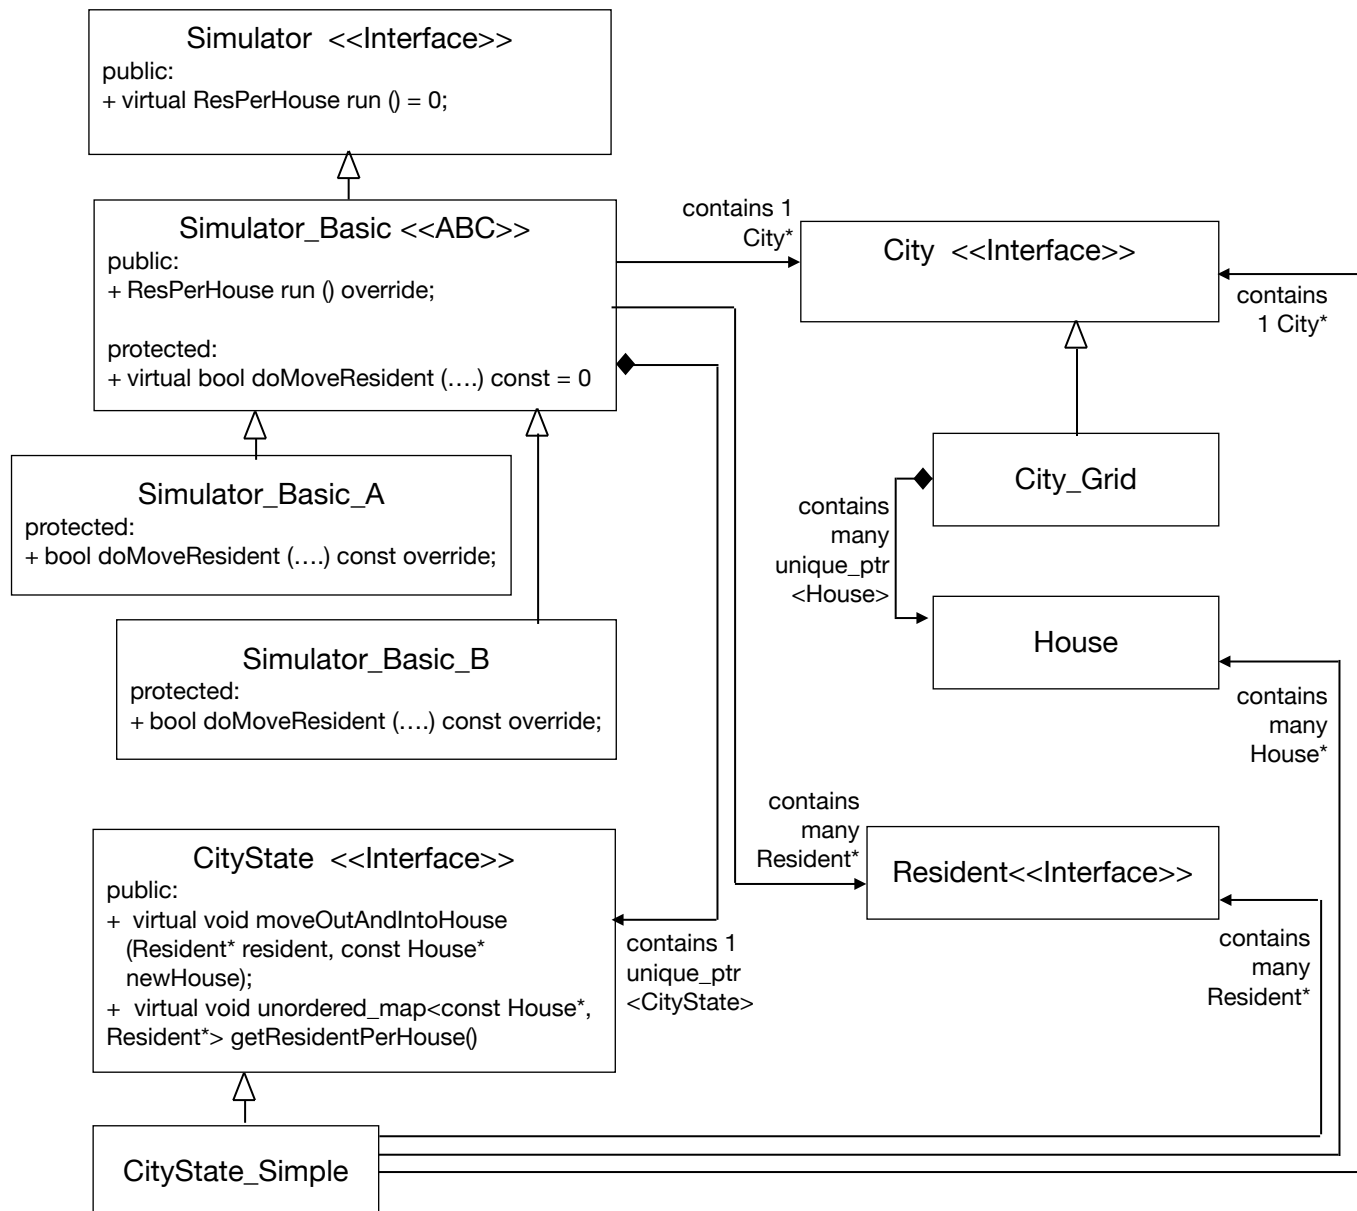 Simulator <<Interface>>
public:
+ virtual ResPerHouse run () = 0;
Simulator_Basic <<ABC>>
public:
+ ResPerHouse run () override;
protected:
+ virtual bool doMoveResident (....) const = 0
contains 1
City*
City <<Interface>>
contains
1 City*
Simulator_Basic_A
protected:
+ bool doMoveResident (....) const override;
City_Grid
contains
many
unique_ptr
<House>
House
Simulator_Basic_B
protected:
+ bool doMoveResident (....) const override;
contains
many
House*
contains
many
Resident*
Resident<<Interface>>
CityState <<Interface>>
public:
+ virtual void moveOutAndIntoHouse
(Resident* resident, const House*
newHouse);
+ virtual void unordered_map<const House*,
Resident*> getResidentPerHouse()
contains 1
unique_ptr
<CityState>
contains
many
Resident*
CityState_Simple